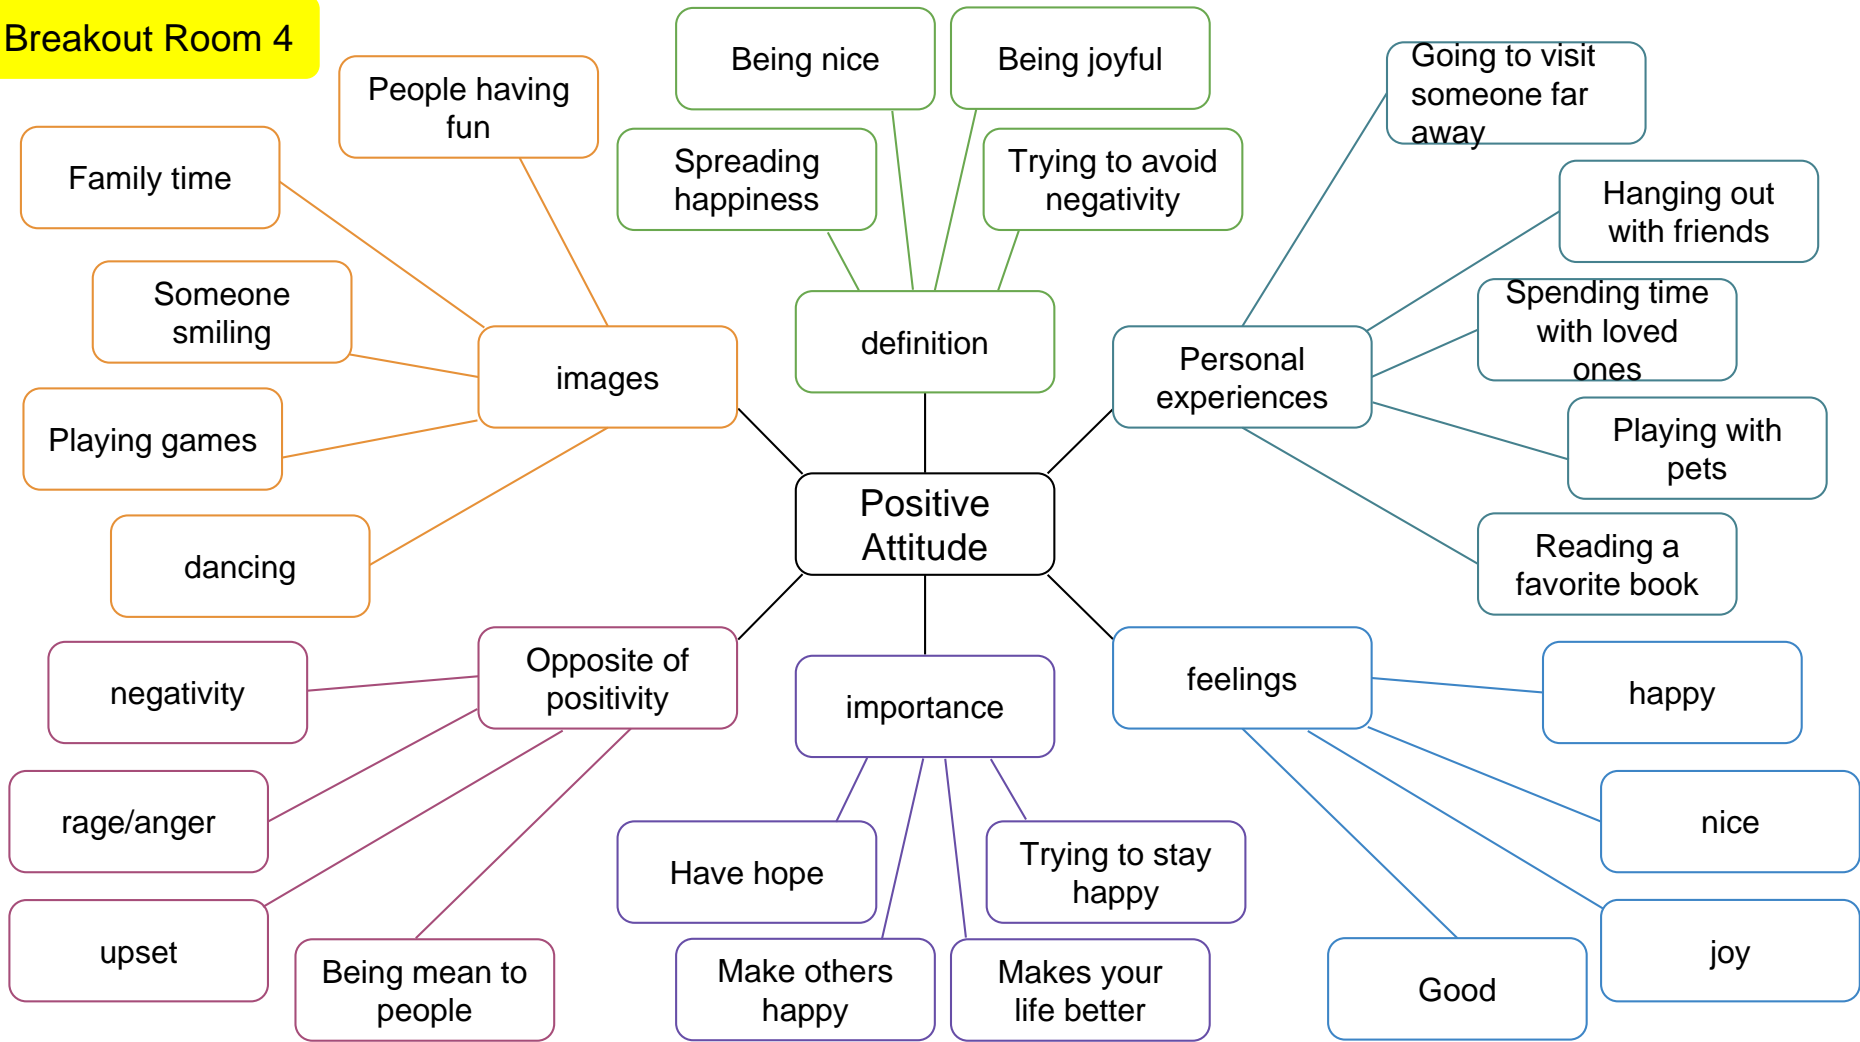 Breakout Room 4
People having
fun
Family time
Someone
smiling
Playing games
dancing
images
Being nice
Being joyful
Spreading
happiness
Trying to avoid
negativity
definition
Going to visit
someone far
away
Hanging out
with friends
Spending time
with loved
ones
Playing with
pets
Reading a
favorite book
Personal
experiences
Positive
Attitude
Opposite of
positivity
negativity
rage/anger
upset
Being mean to
people
importance
Have hope
Trying to stay
happy
Make others
happy
Makes your
life better
feelings
happy
nice
joy
Good